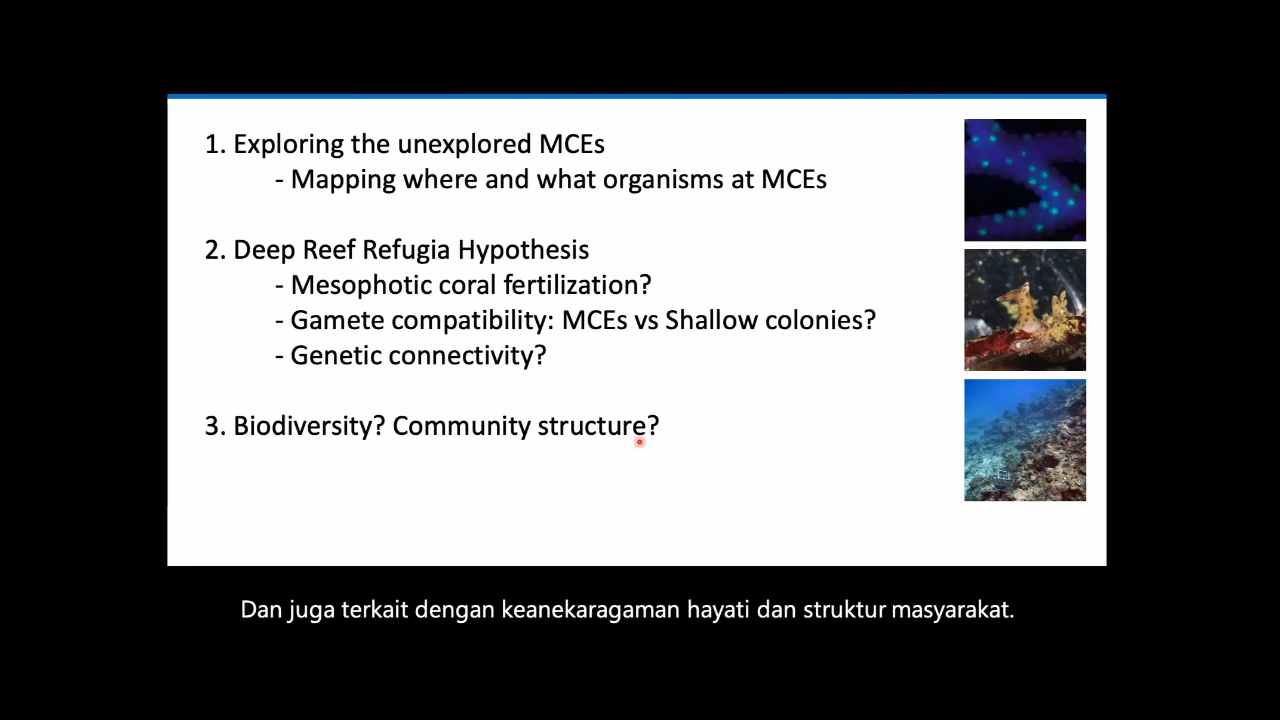 1. Exploring the unexplored MCEs
- Mapping where and what organisms at MCEs
2. Deep Reef Refugia Hypothesis
- Mesophotic coral fertilization?
- Gamete compatibility: MCEs vs Shallow colonies?
- Genetic connectivity?
3. Biodiversity? Community structure?
Dan juga terkait dengan keanekaragaman hayati dan struktur masyarakat.